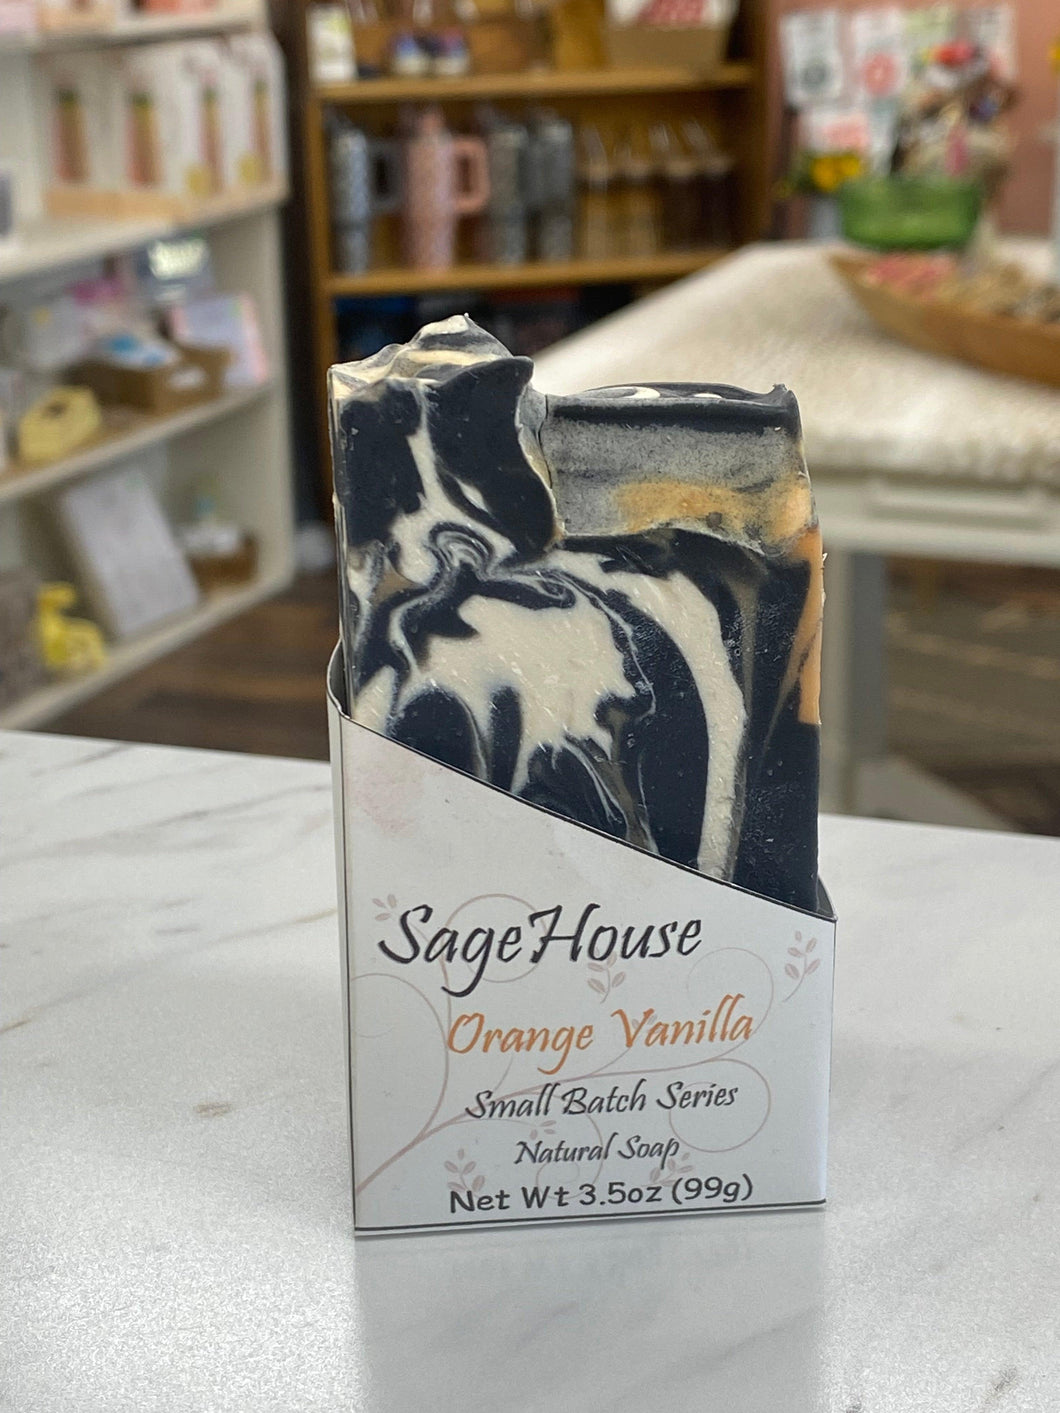 SageHouse
Orange Vanilla
Small Batch Series
Natural Soap
Net Wt 3.5oz (99g)